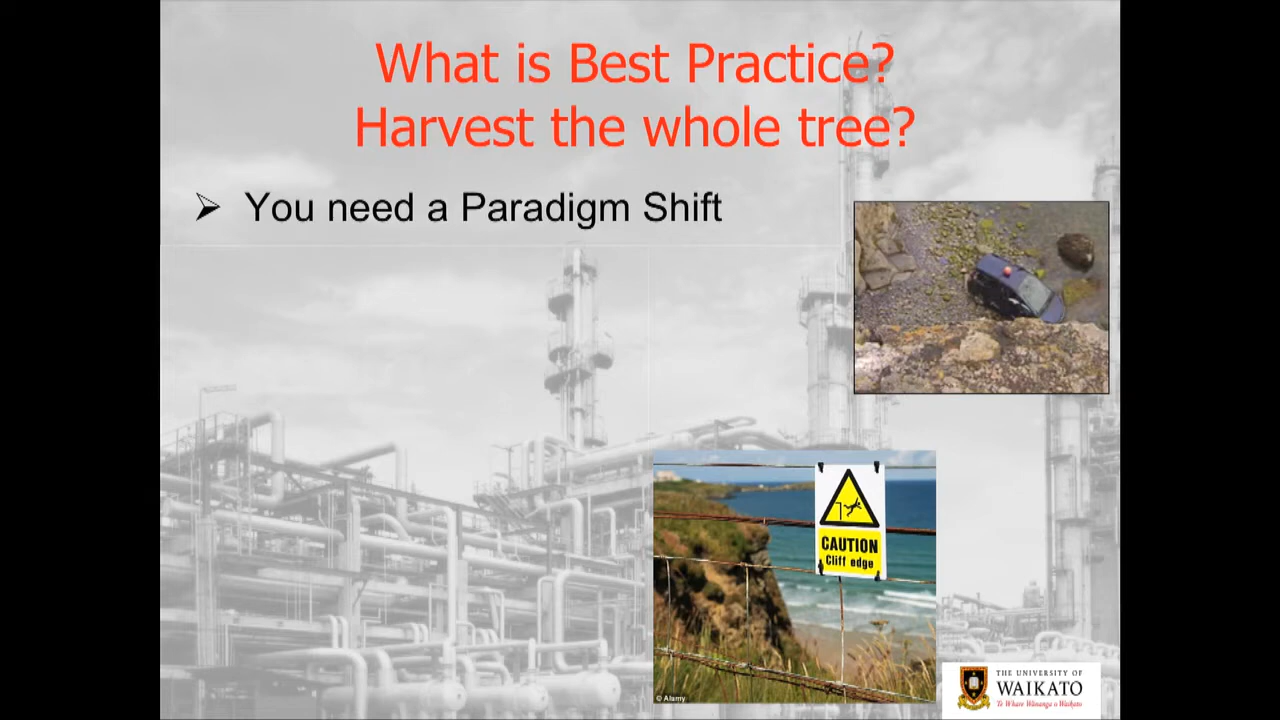 What is Best Practice?
Harvest the whole tree?
You need a Paradigm Shift
CAUTION
Cliff edge
© Alamy
THE UNIVERSITY OF
WAIKATO
Te Whare Wānanga o Waikato